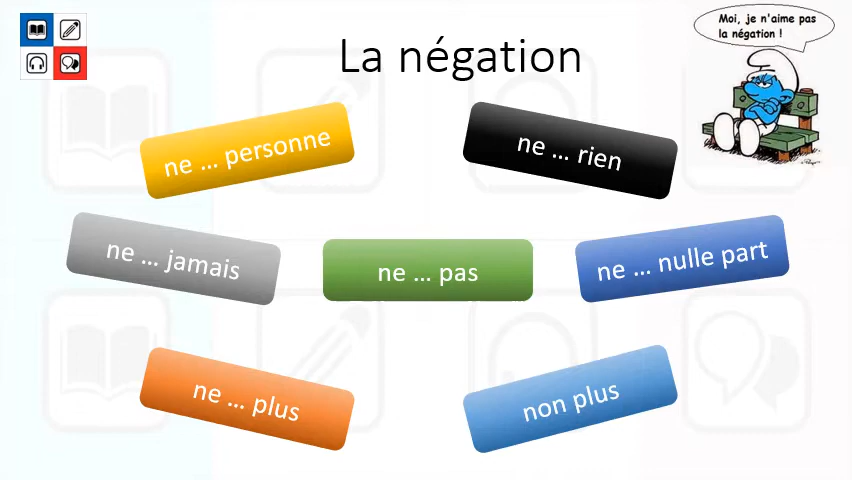 Moi, je n'aime pas
la négation !
La négation
ne ... personne
ne ... rien
ne ... jamais
ne ... pas
ne ... nulle part
ne ... plus
non plus